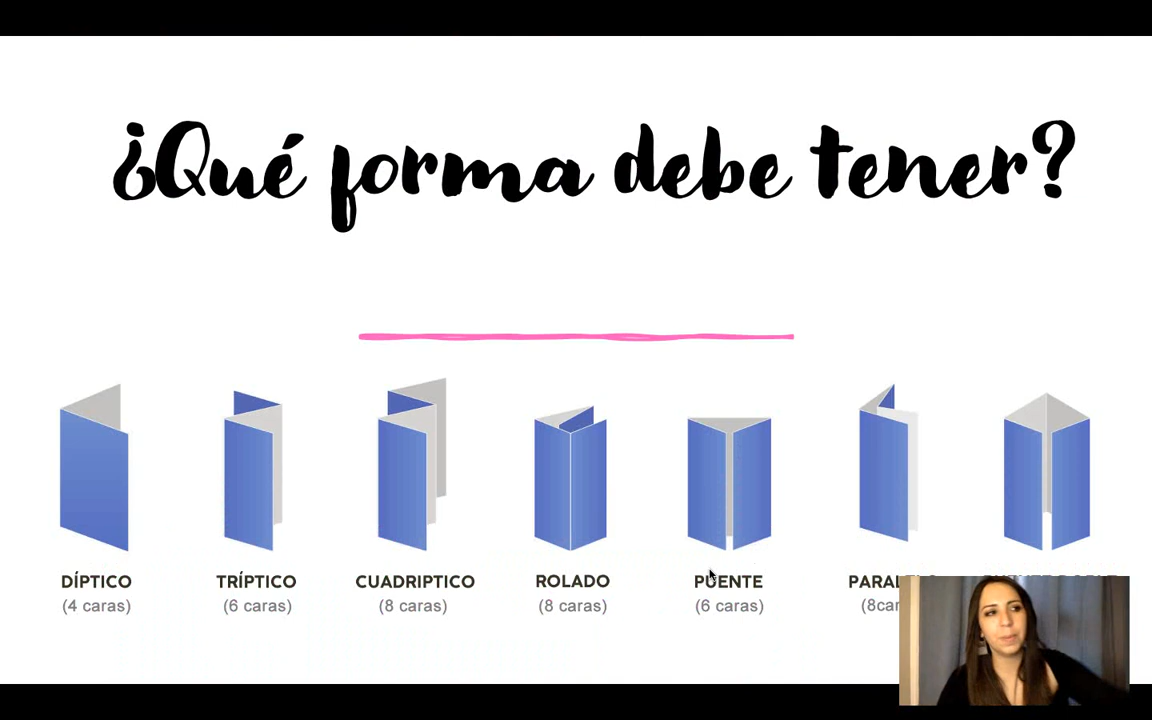 ¿Qué forma debe tener?
DÍPTICO
(4 caras)
TRÍPTICO
(6 caras)
CUADRIPTICO
(8 caras)
ROLADO
(8 caras)
PUENTE
(6 caras)